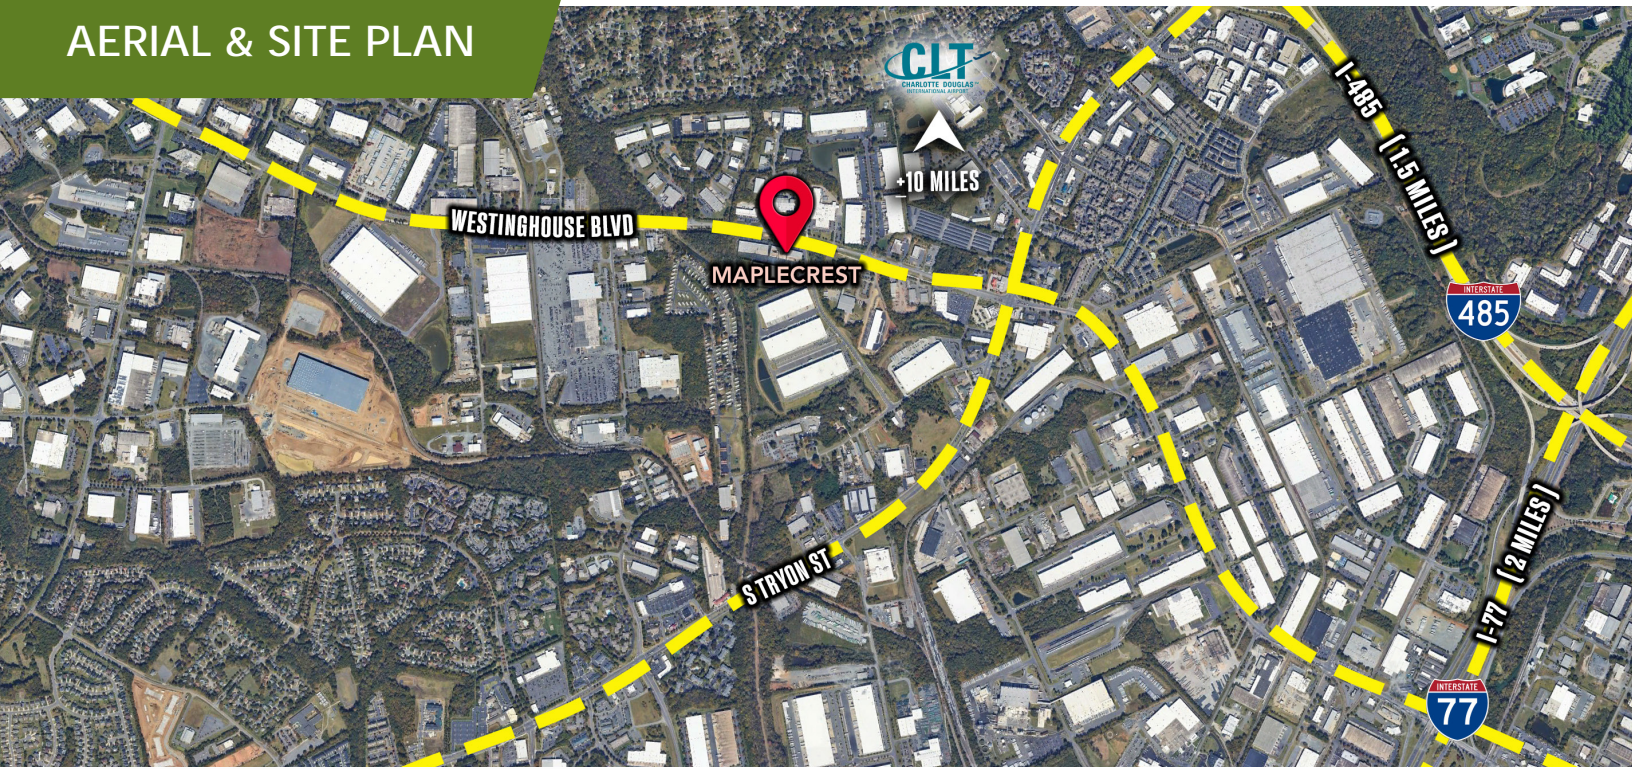 AERIAL & SITE PLAN
CLT
CHARLOTTE DOUGLAS
INTERNATIONAL AIRPORT
+10 MILES
I-485 ( 1.5 MILES )
WESTINGHOUSE BLVD
MAPLECREST
INTERSTATE
485
S TRYON ST
I-77 ( 2 MILES )
INTERSTATE
77